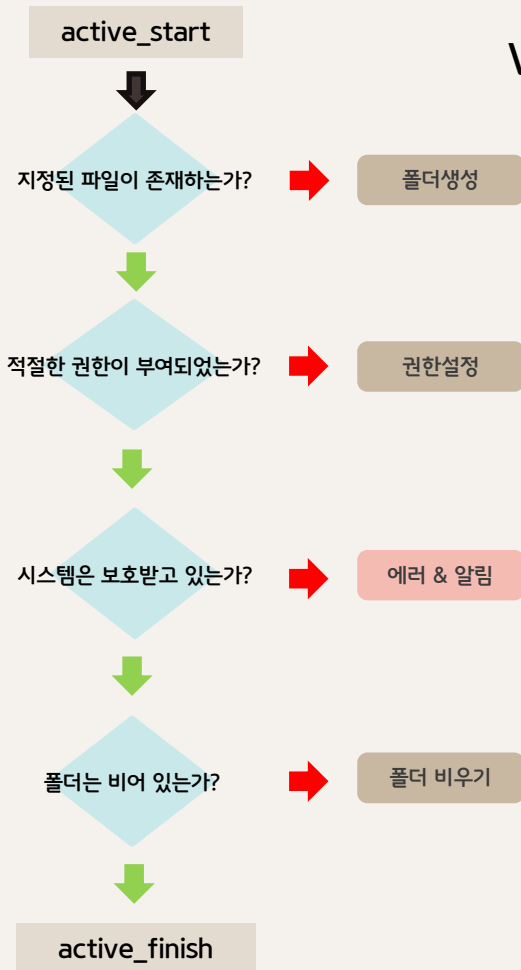 active_start
지정된 파일이 존재하는가?
폴더생성
적절한 권한이 부여되었는가?
권한설정
시스템은 보호받고 있는가?
에러 & 알림
폴더는 비어 있는가?
폴더 비우기
active_finish